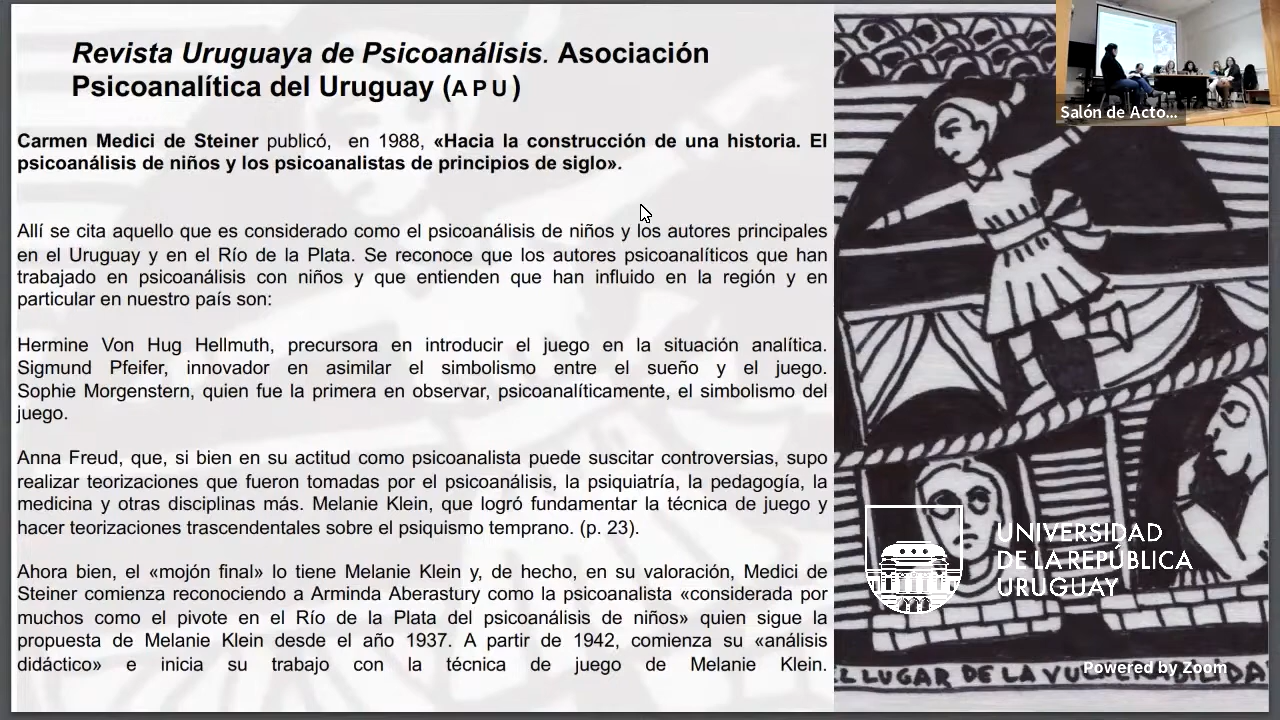 Revista Uruguaya de Psicoanálisis. Asociación
Psicoanalítica del Uruguay (A P U )
Carmen Medici de Steiner publicó, en 1988, «Hacia la construcción de una historia. El
psicoanálisis de niños y los psicoanalistas de principios de siglo».
Allí se cita aquello que es considerado como el psicoanálisis de niños y los autores principales
en el Uruguay y en el Río de la Plata. Se reconoce que los autores psicoanalíticos que han
trabajado en psicoanálisis con niños y que entienden que han influido en la región y en
particular en nuestro país son:
Hermine Von Hug Hellmuth, precursora en introducir el juego en la situación analítica.
Sigmund Pfeifer, innovador en asimilar el simbolismo entre el sueño y el juego.
Sophie Morgenstern, quien fue la primera en observar, psicoanalíticamente, el simbolismo del
juego.
Anna Freud, que, si bien en su actitud como psicoanalista puede suscitar controversias, supo
realizar teorizaciones que fueron tomadas por el psicoanálisis, la psiquiatría, la pedagogía, la
medicina y otras disciplinas más. Melanie Klein, que logró fundamentar la técnica de juego y
hacer teorizaciones trascendentales sobre el psiquismo temprano. (p. 23).
Ahora bien, el «mojón final» lo tiene Melanie Klein y, de hecho, en su valoración, Medici de
Steiner comienza reconociendo a Arminda Aberastury como la psicoanalista «considerada por
muchos como el pivote en el Río de la Plata del psicoanálisis de niños» quien sigue la
propuesta de Melanie Klein desde el año 1937. A partir de 1942, comienza su «análisis
didáctico» e inicia su trabajo con la técnica de juego de Melanie Klein.
Salón de Acto...
UNIVERSIDAD
DE LA REPÚBLICA
URUGUAY
Powered by Zoom
EL LUGAR DE LA VULNERABILIDA